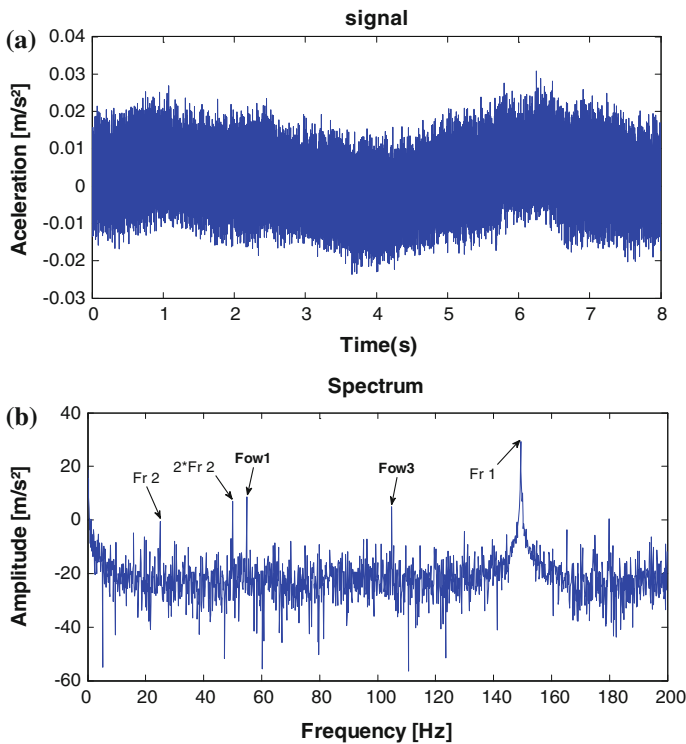 signal
(a)
Aceleration [m/s²]
0.04
0.03
0.02
0.01
0
-0.01
-0.02
-0.03
0 1 2 3 4 5 6 7 8
Time(s)
Spectrum
(b)
Amplitude [m/s²]
40
20
0
-20
-40
-60
Fr 2
2*Fr 2
Fow1
Fow3
Fr 1
0 20 40 60 80 100 120 140 160 180 200
Frequency [Hz]